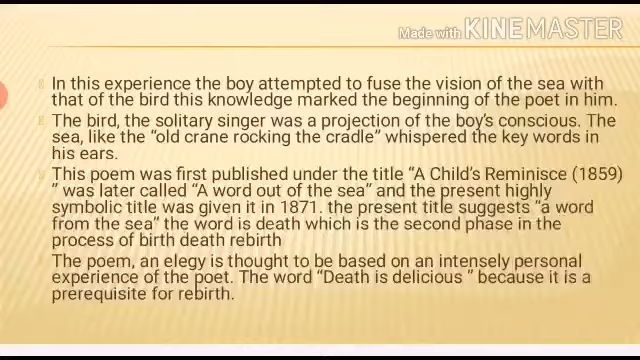 Made with KINEMASTER
In this experience the boy attempted to fuse the vision of the sea with
that of the bird this knowledge marked the beginning of the poet in him.
The bird, the solitary singer was a projection of the boy's conscious. The
sea, like the "old crane rocking the cradle" whispered the key words in
his ears.
This poem was first published under the title "A Child's Reminisce (1859)
" was later called "A word out of the sea" and the present highly
symbolic title was given it in 1871. the present title suggests "a word
from the sea" the word is death which is the second phase in the
process of birth death rebirth
The poem, an elegy is thought to be based on an intensely personal
experience of the poet. The word "Death is delicious " because it is a
prerequisite for rebirth.